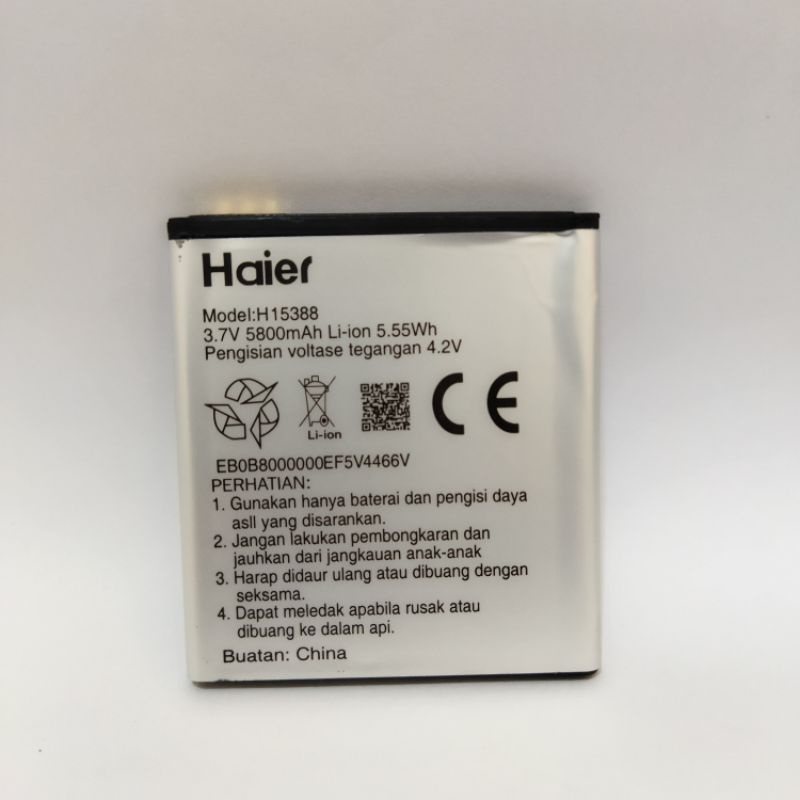 Haier
Model:H15388
3.7V 5800mAh Li-ion 5.55Wh
Pengisian voltase tegangan 4.2V
Li-ion
CE
EB0B8000000EF5V4466V
PERHATIAN:
1. Gunakan hanya baterai dan pengisi daya
asll yang disarankan.
2. Jangan lakukan pembongkaran dan
jauhkan dari jangkauan anak-anak
3. Harap didaur ulang atau dibuang dengan
seksama.
4. Dapat meledak apabila rusak atau
dibuang ke dalam api.
Buatan: China